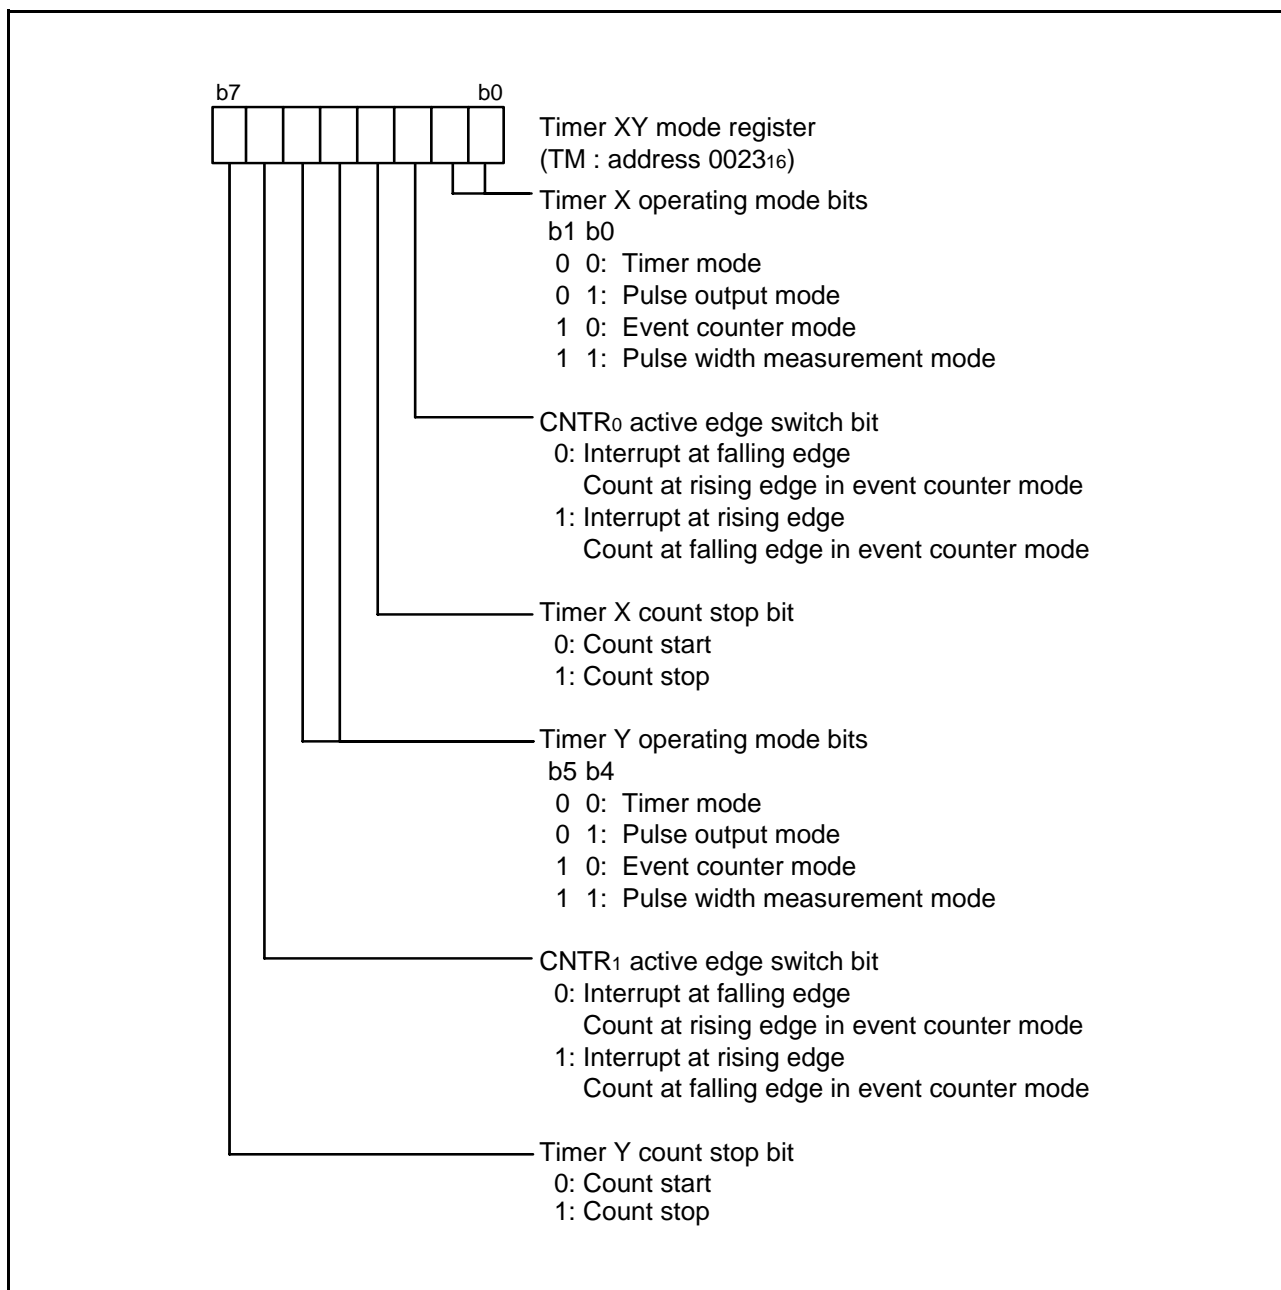 b7 b0
Timer XY mode register
(TM : address 002316)
Timer X operating mode bits
b1 b0
0 0: Timer mode
0 1: Pulse output mode
1 0: Event counter mode
1 1: Pulse width measurement mode
CNTR0 active edge switch bit
0: Interrupt at falling edge
Count at rising edge in event counter mode
1: Interrupt at rising edge
Count at falling edge in event counter mode
Timer X count stop bit
0: Count start
1: Count stop
Timer Y operating mode bits
b5 b4
0 0: Timer mode
0 1: Pulse output mode
1 0: Event counter mode
1 1: Pulse width measurement mode
CNTR1 active edge switch bit
0: Interrupt at falling edge
Count at rising edge in event counter mode
1: Interrupt at rising edge
Count at falling edge in event counter mode
Timer Y count stop bit
0: Count start
1: Count stop